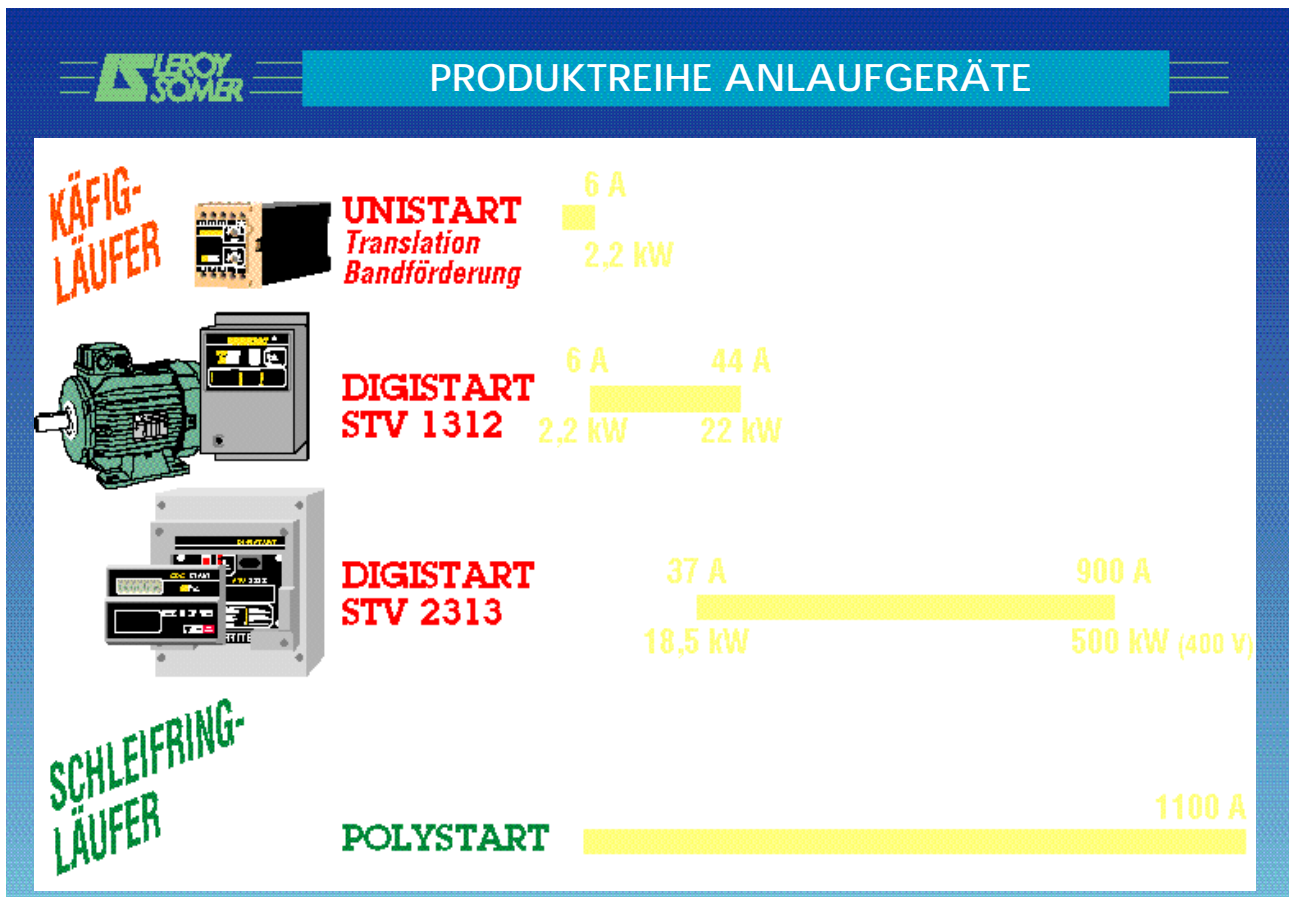 LEROY
SOMER
PRODUKTREIHE ANLAUFGERÄTE
KÄFIG-
LÄUFER
UNISTART
Translation
Bandförderung
6 A
2,2 kW
DIGISTART
STV 1312
6 A 44 A
2,2 kW 22 kW
DIGISTART
STV 2313
37 A 900 A
18,5 kW 500 kW (400 V)
SCHLEIFRING-
LÄUFER
POLYSTART
1100 A